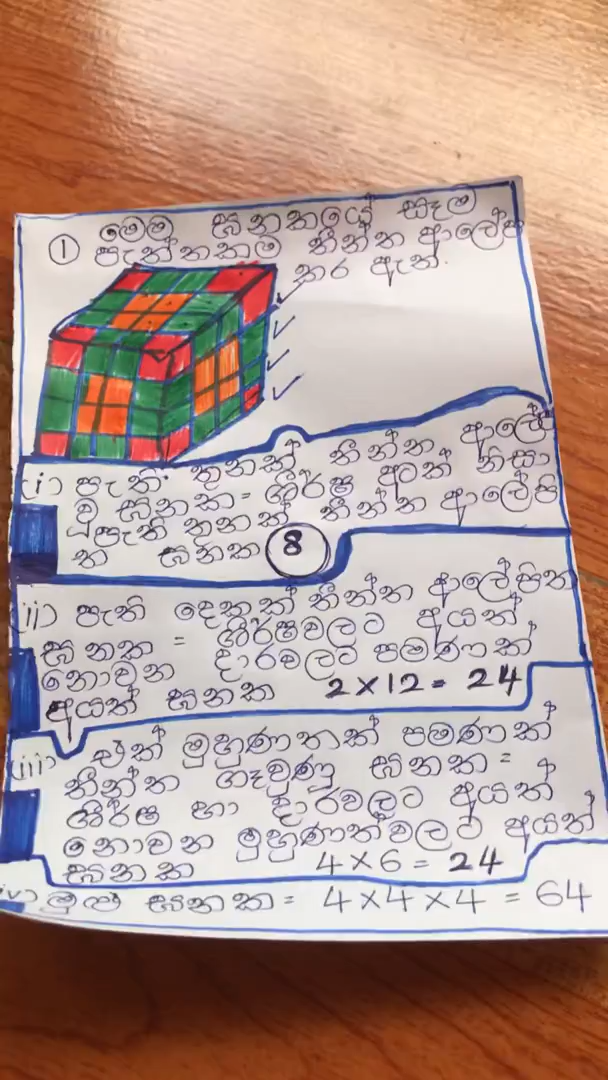 ① මෙම ඝනකයේ සෑම
පැත්තකම තීන්ත ආලේප
කර ඇත.
(i) පැති තුනක් තීන්ත ආලේපි
වූ ඝනක = ශීර්ෂ අටක් නිසා
පැති තුනක් තීන්ත ආලේපි
ත ඝනක 8
(ii) පැති දෙකක් තීන්ත ආලේපිත
ඝනක = ශීර්ෂවලට අයත්
නොවන දාරවලට පමණක්
අයත් ඝනක 2 × 12 = 24
(iii) එක් මුහුණතක් පමණක්
තීන්ත ගෑවුණු ඝනක =
ශීර්ෂ හා දාරවලට අයත්
නොවන මුහුණත්වලට අයත්
ඝනක 4 × 6 = 24
iv) මුළු ඝනක = 4 × 4 × 4 = 64